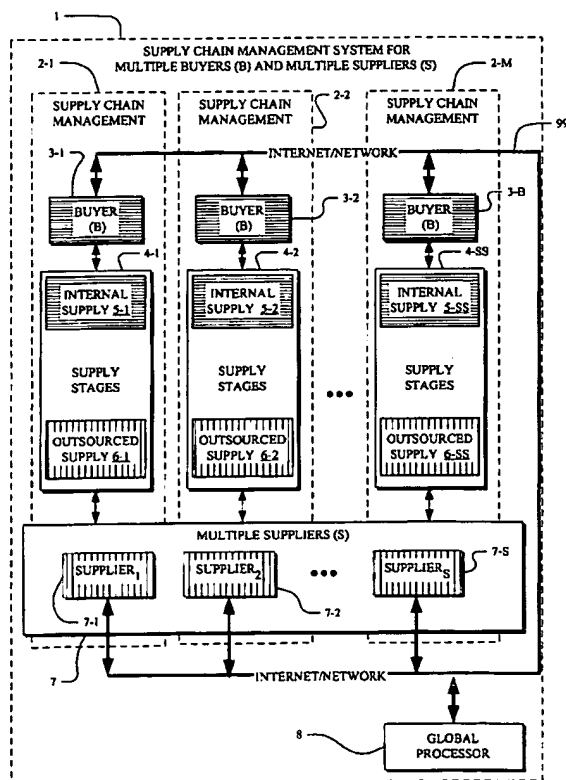 1
SUPPLY CHAIN MANAGEMENT SYSTEM FOR
MULTIPLE BUYERS (B) AND MULTIPLE SUPPLIERS (S)
2-1
2-2
2-M
SUPPLY CHAIN
MANAGEMENT
SUPPLY CHAIN
MANAGEMENT
SUPPLY CHAIN
MANAGEMENT
99
3-1
INTERNET/NETWORK
BUYER
(B)
BUYER
(B)
3-2
BUYER
(B)
3-B
4-1
4-2
4-SS
INTERNAL
SUPPLY 5-1
INTERNAL
SUPPLY 5-2
INTERNAL
SUPPLY 5-SS
SUPPLY
STAGES
SUPPLY
STAGES
•••
SUPPLY
STAGES
OUTSOURCED
SUPPLY 6-1
OUTSOURCED
SUPPLY 6-2
OUTSOURCED
SUPPLY 6-SS
MULTIPLE SUPPLIERS (S)
SUPPLIER1
SUPPLIER2
•••
SUPPLIERS
7-S
7-1
7-2
7
INTERNET/NETWORK
8
GLOBAL
PROCESSOR